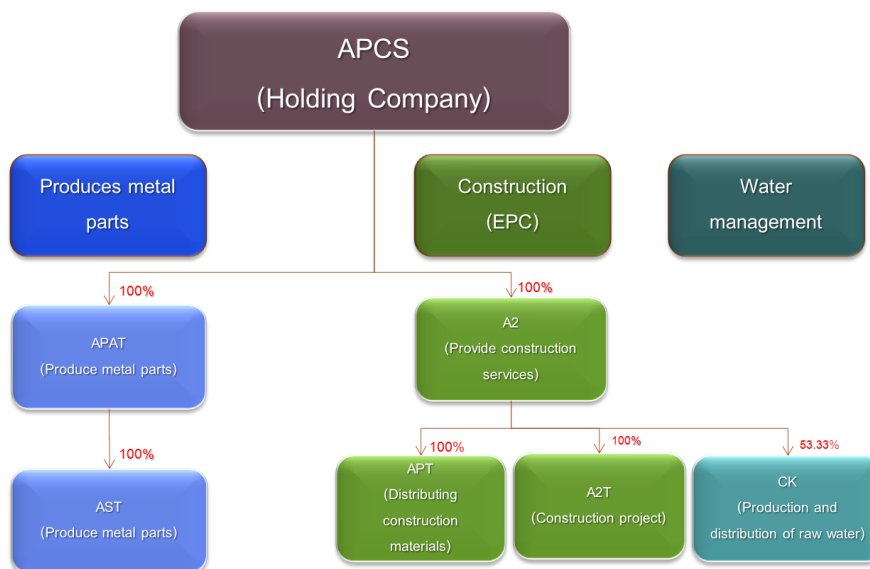 APCS
(Holding Company)
Produces metal
parts
Construction
(EPC)
Water
management
100%
100%
APAT
(Produce metal parts)
A2
(Provide construction
services)
100%
100%
100%
53.33%
AST
(Produce metal parts)
APT
(Distributing
construction
materials)
A2T
(Construction project)
CK
(Production and
distribution of raw water)